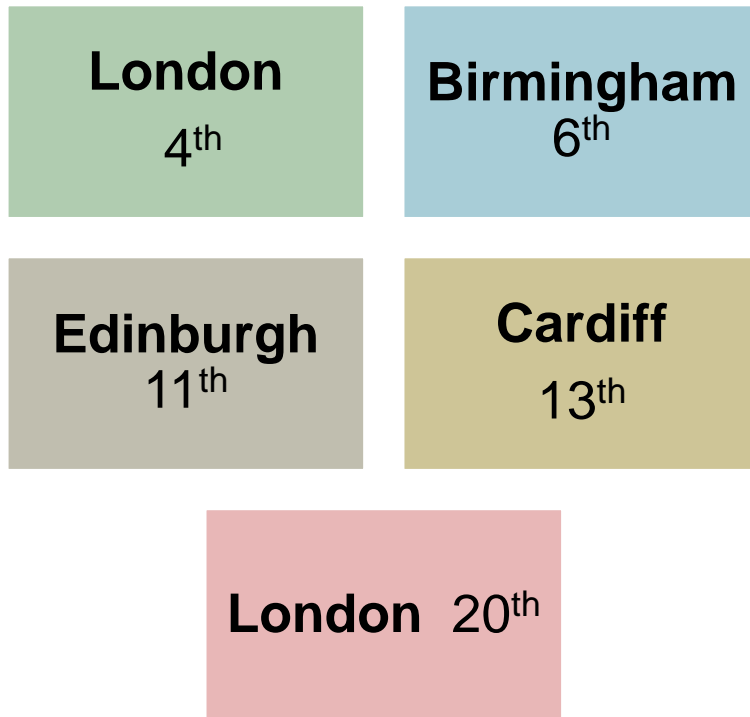 London
4th
Birmingham
6th
Edinburgh
11th
Cardiff
13th
London 20th